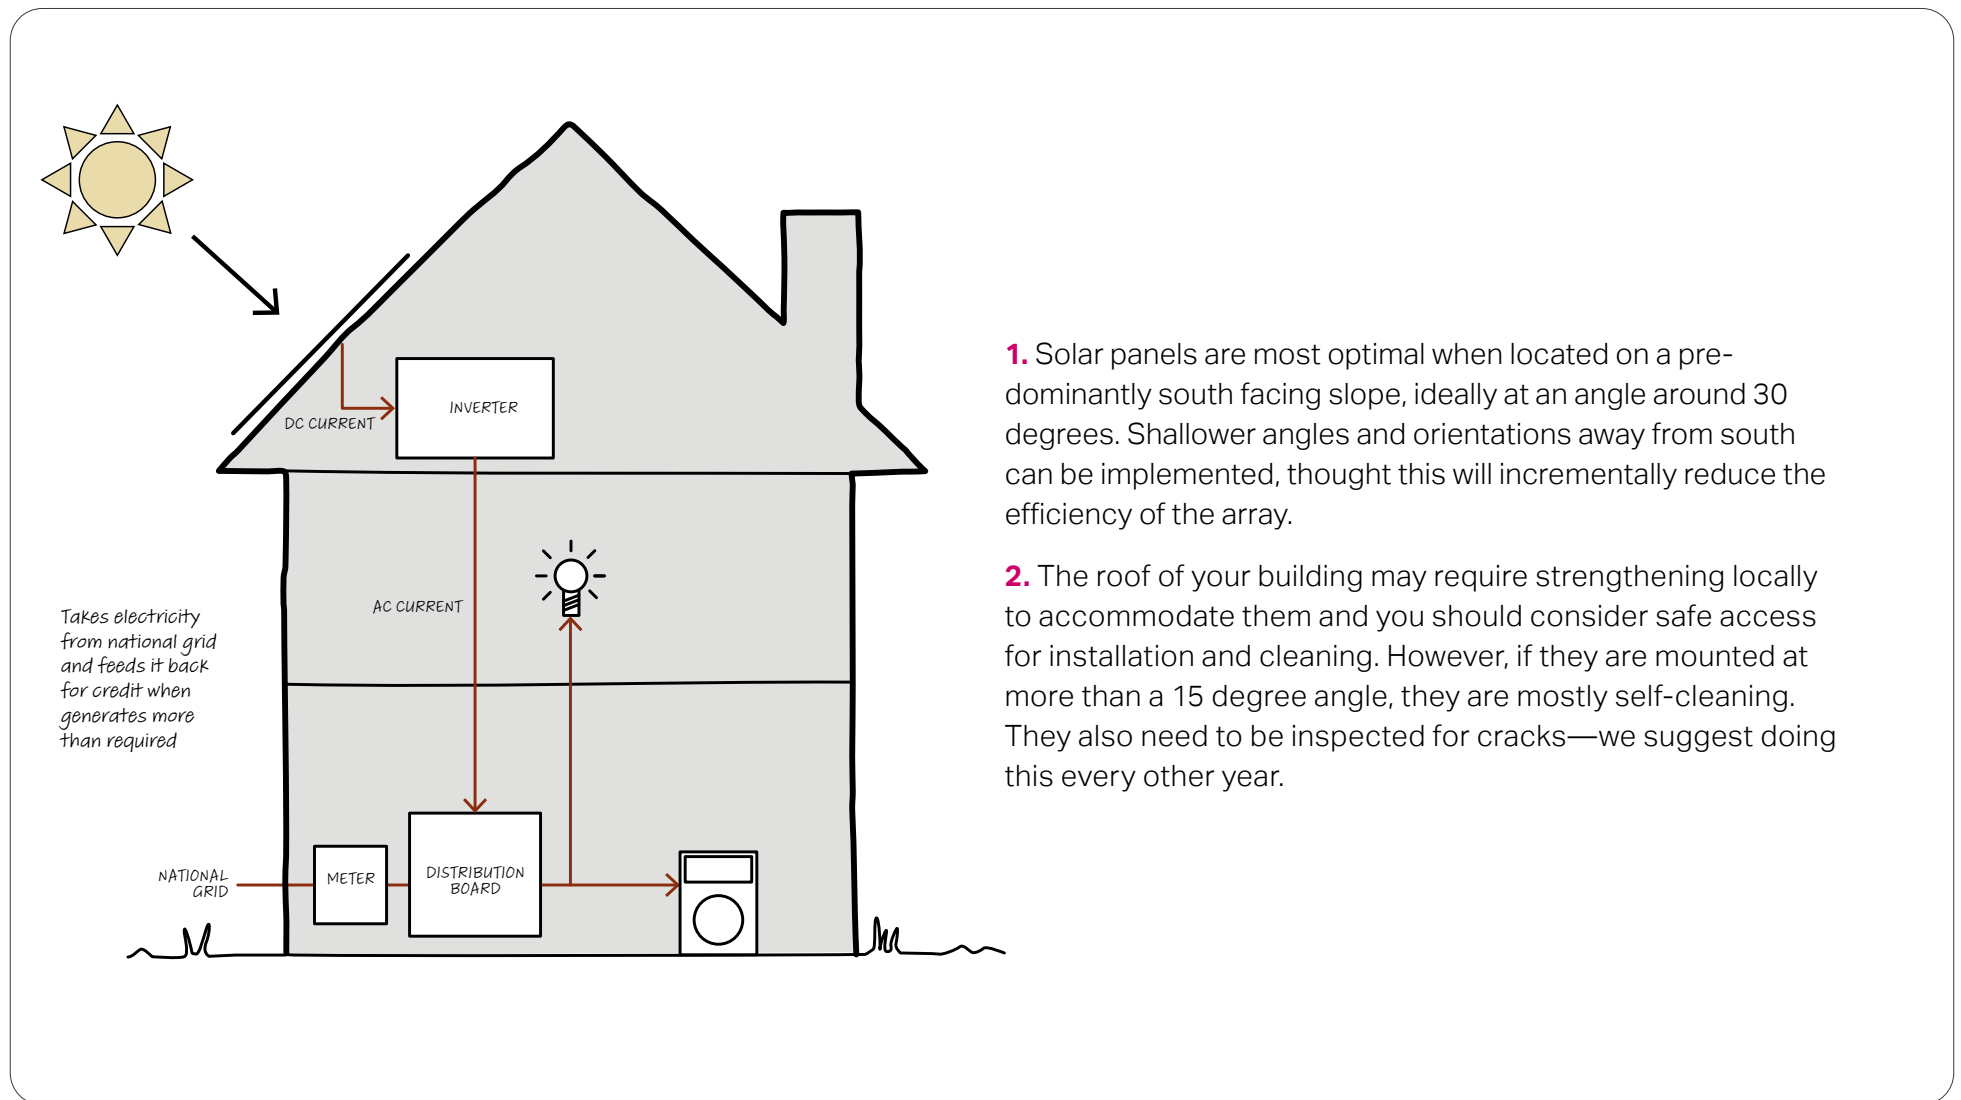 INVERTER
DC CURRENT
AC CURRENT
Takes electricity
from national grid
and feeds it back
for credit when
generates more
than required
NATIONAL
GRID
METER
DISTRIBUTION
BOARD
1. Solar panels are most optimal when located on a pre-
dominantly south facing slope, ideally at an angle around 30
degrees. Shallower angles and orientations away from south
can be implemented, thought this will incrementally reduce the
efficiency of the array.
2. The roof of your building may require strengthening locally
to accommodate them and you should consider safe access
for installation and cleaning. However, if they are mounted at
more than a 15 degree angle, they are mostly self-cleaning.
They also need to be inspected for cracks—we suggest doing
this every other year.